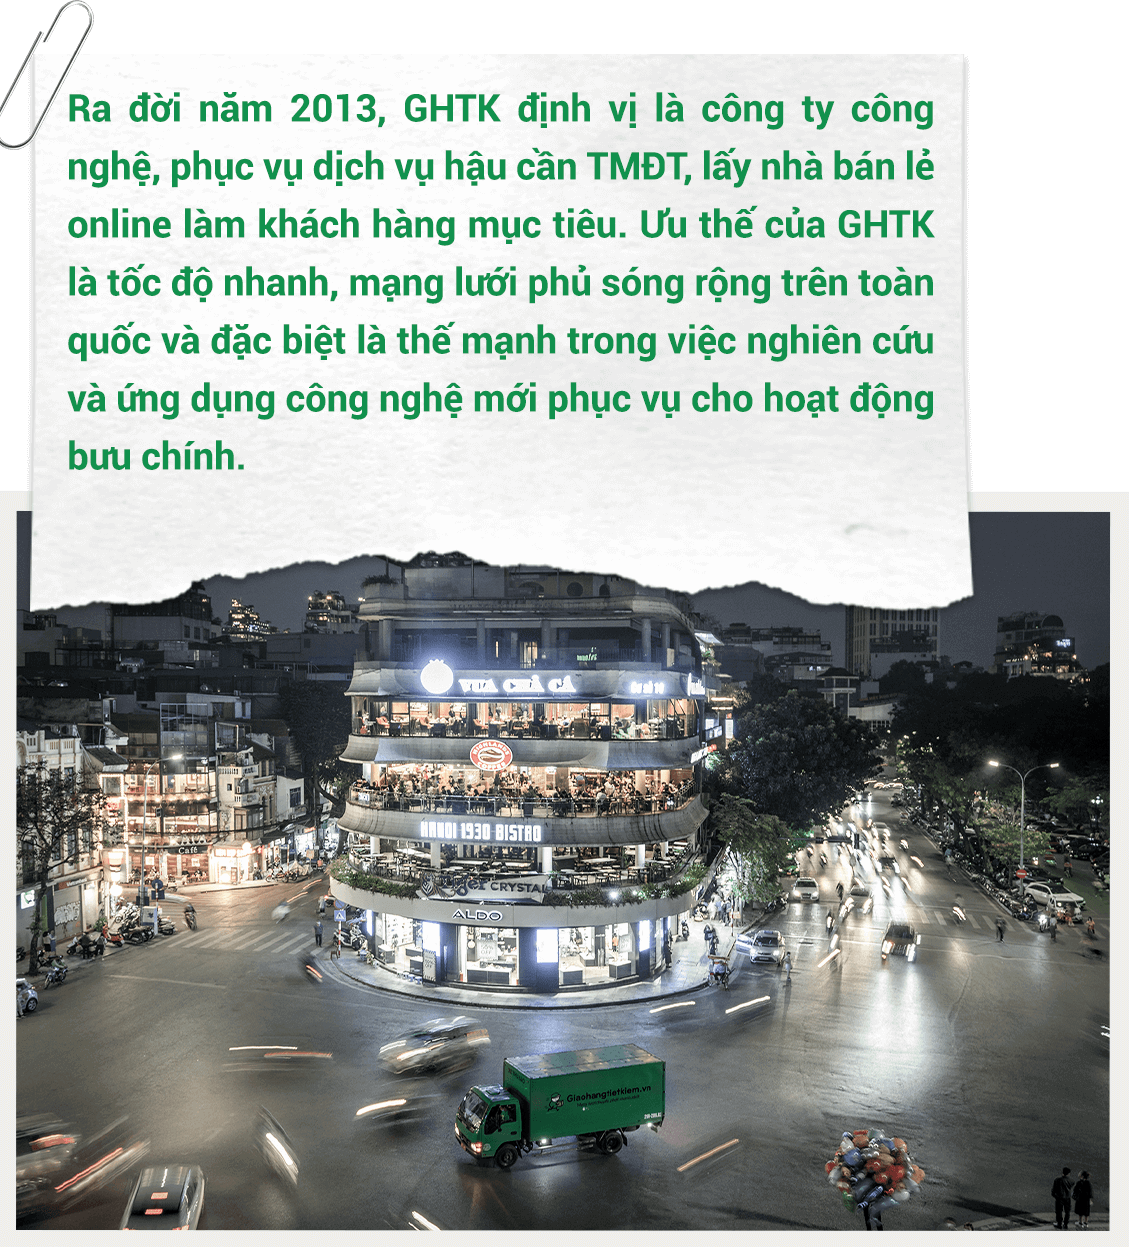 Ra đời năm 2013, GHTK định vị là công ty công
nghệ, phục vụ dịch vụ hậu cần TMĐT, lấy nhà bán lẻ
online làm khách hàng mục tiêu. Ưu thế của GHTK
là tốc độ nhanh, mạng lưới phủ sóng rộng trên toàn
quốc và đặc biệt là thế mạnh trong việc nghiên cứu
và ứng dụng công nghệ mới phục vụ cho hoạt động
bưu chính.
VUA CHẢ CÁ
HIGHLANDS
COFFEE
HANOI 1930 BISTRO
CRYSTAL
Café
ALDO
Giaohangtietkiem.vn